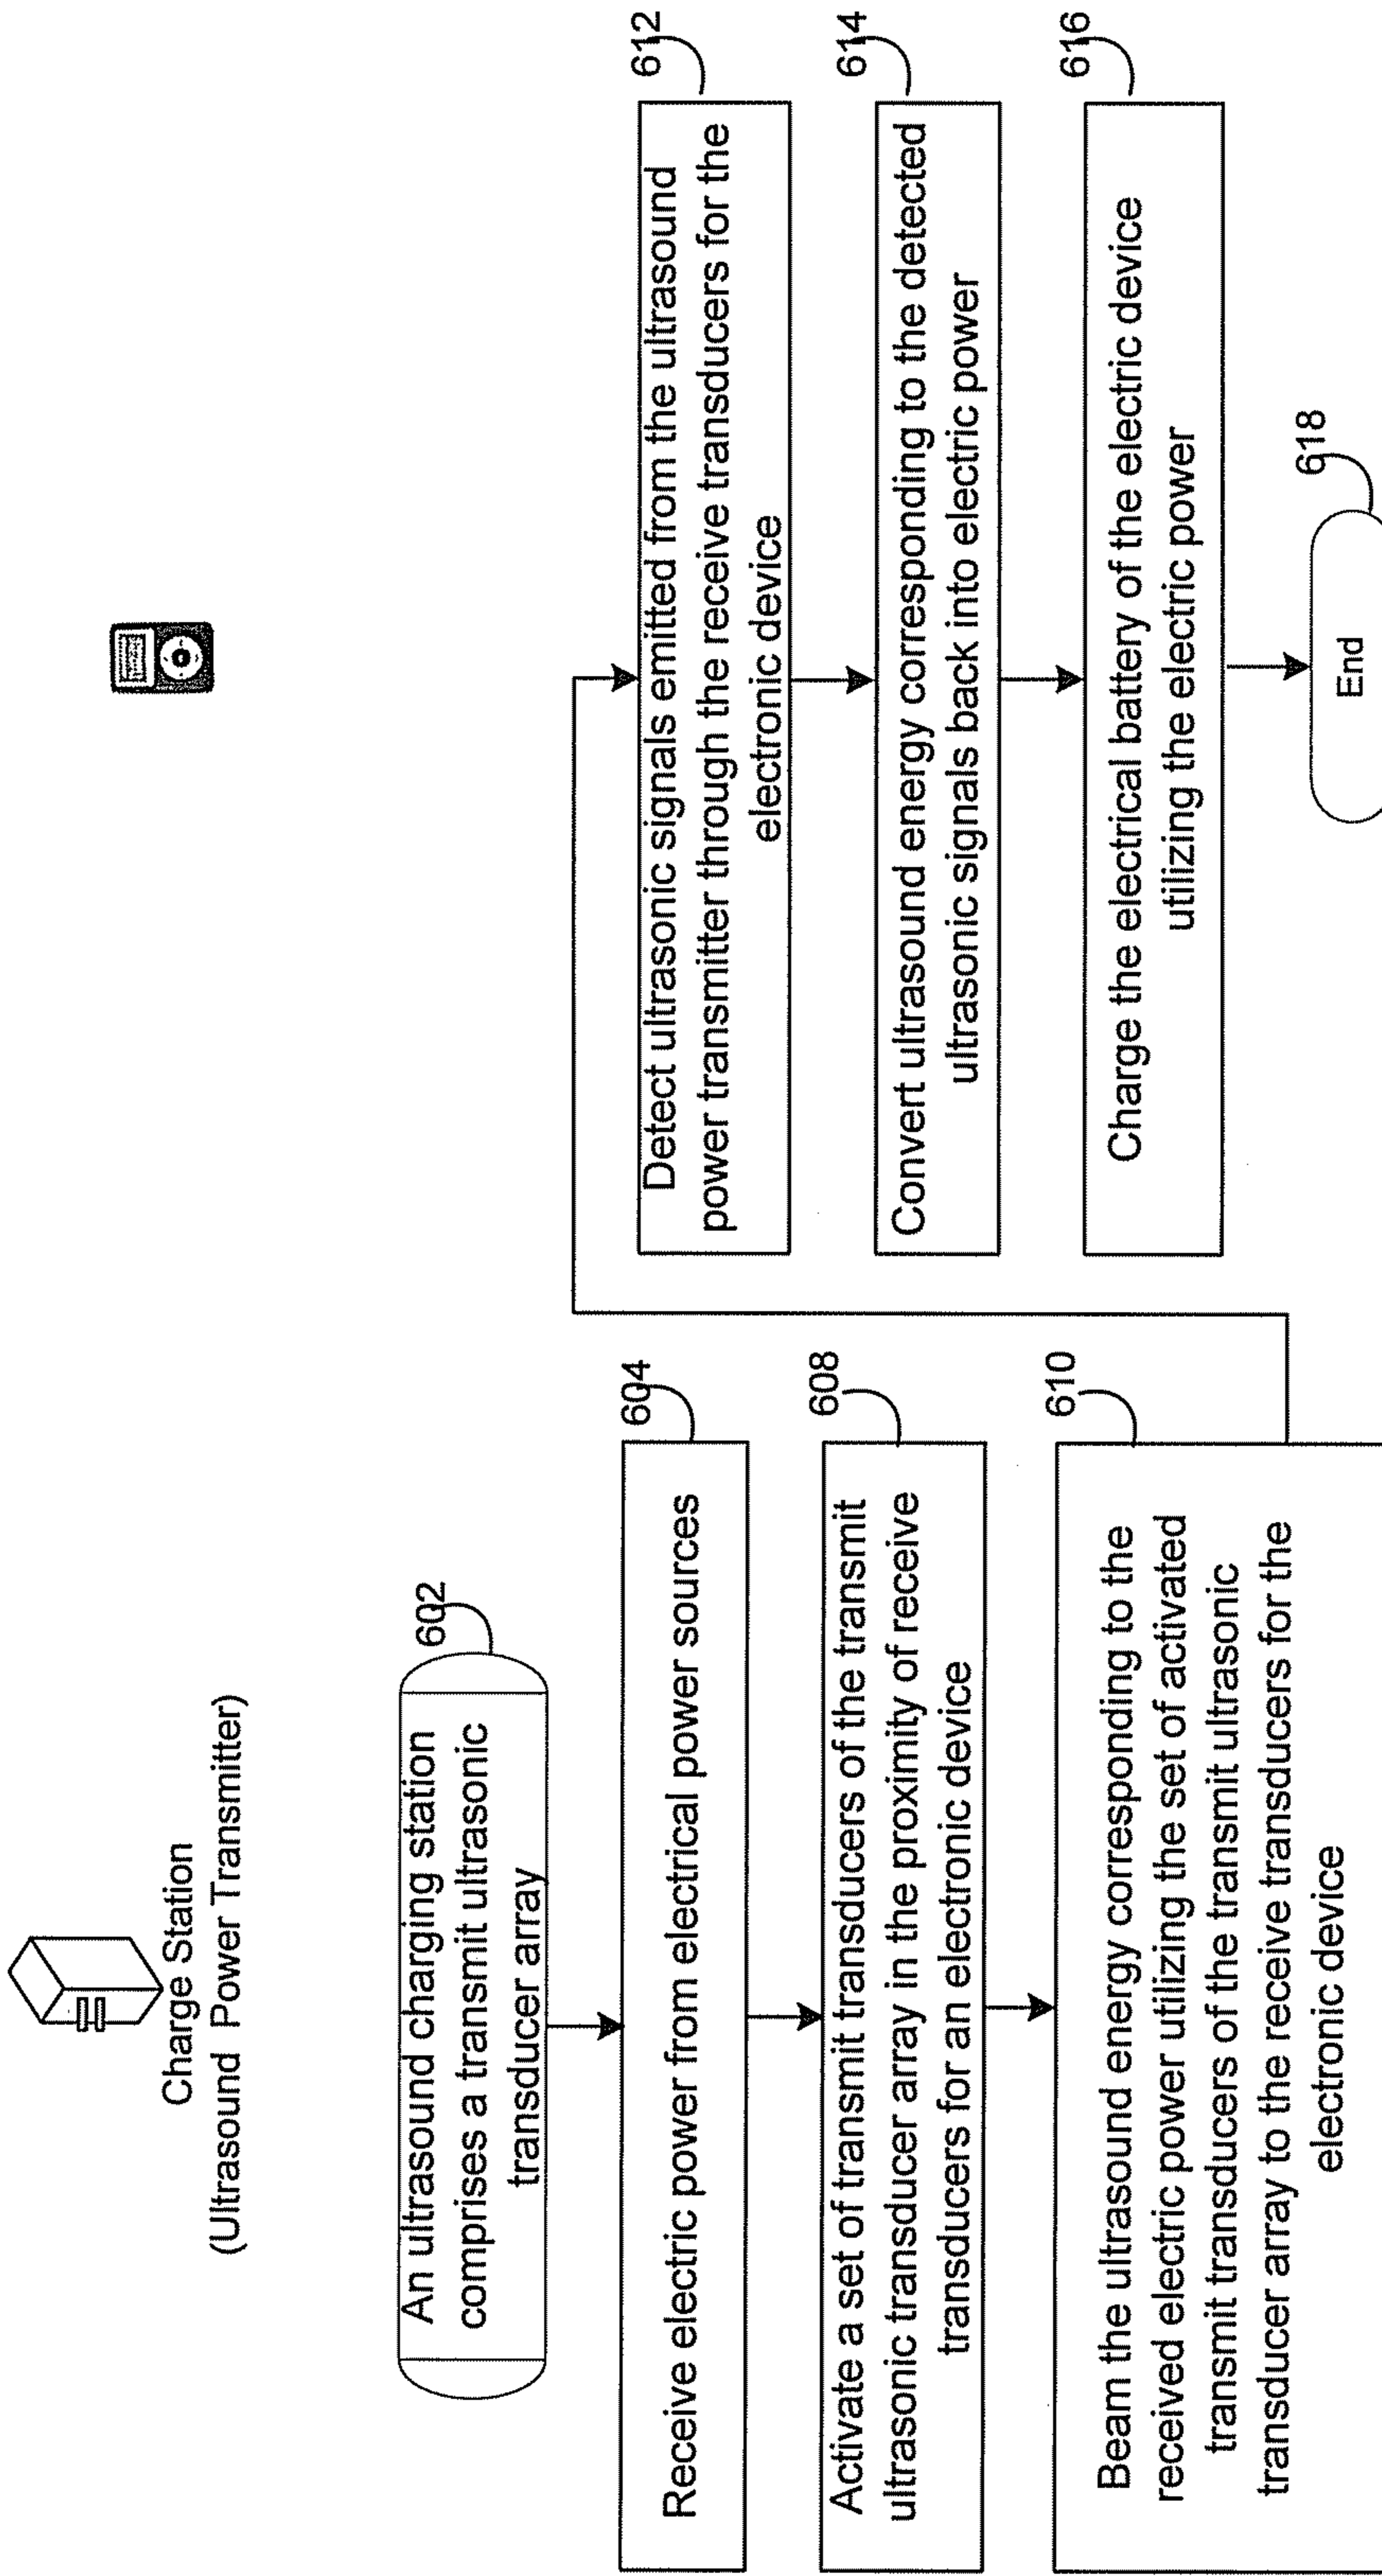 Charge Station
(Ultrasound Power Transmitter)
602
An ultrasound charging station
comprises a transmit ultrasonic
transducer array
604
Receive electric power from electrical power sources
608
Activate a set of transmit transducers of the transmit
ultrasonic transducer array in the proximity of receive
transducers for an electronic device
610
Beam the ultrasound energy corresponding to the
received electric power utilizing the set of activated
transmit transducers of the transmit ultrasonic
transducer array to the receive transducers for the
electronic device
612
Detect ultrasonic signals emitted from the ultrasound
power transmitter through the receive transducers for the
electronic device
614
Convert ultrasound energy corresponding to the detected
ultrasonic signals back into electric power
616
Charge the electrical battery of the electric device
utilizing the electric power
618
End